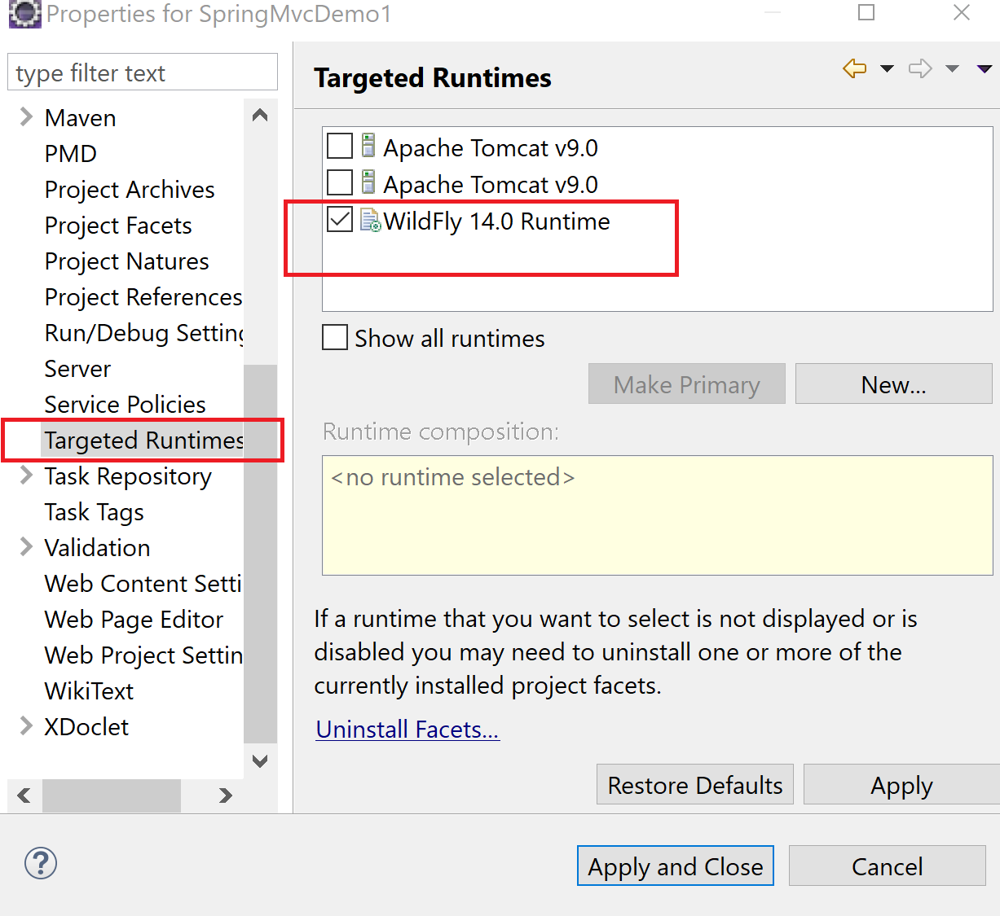 Properties for SpringMvcDemo1
type filter text
Maven
PMD
Project Archives
Project Facets
Project Natures
Project References
Run/Debug Setting
Server
Service Policies
Targeted Runtimes
Task Repository
Task Tags
Validation
Web Content Setti
Web Page Editor
Web Project Settin
WikiText
XDoclet
Targeted Runtimes
Apache Tomcat v9.0
Apache Tomcat v9.0
WildFly 14.0 Runtime
Show all runtimes
Make Primary
New...
Runtime composition:
<no runtime selected>
If a runtime that you want to select is not displayed or is
disabled you may need to uninstall one or more of the
currently installed project facets.
Uninstall Facets...
Restore Defaults
Apply
?
Apply and Close
Cancel